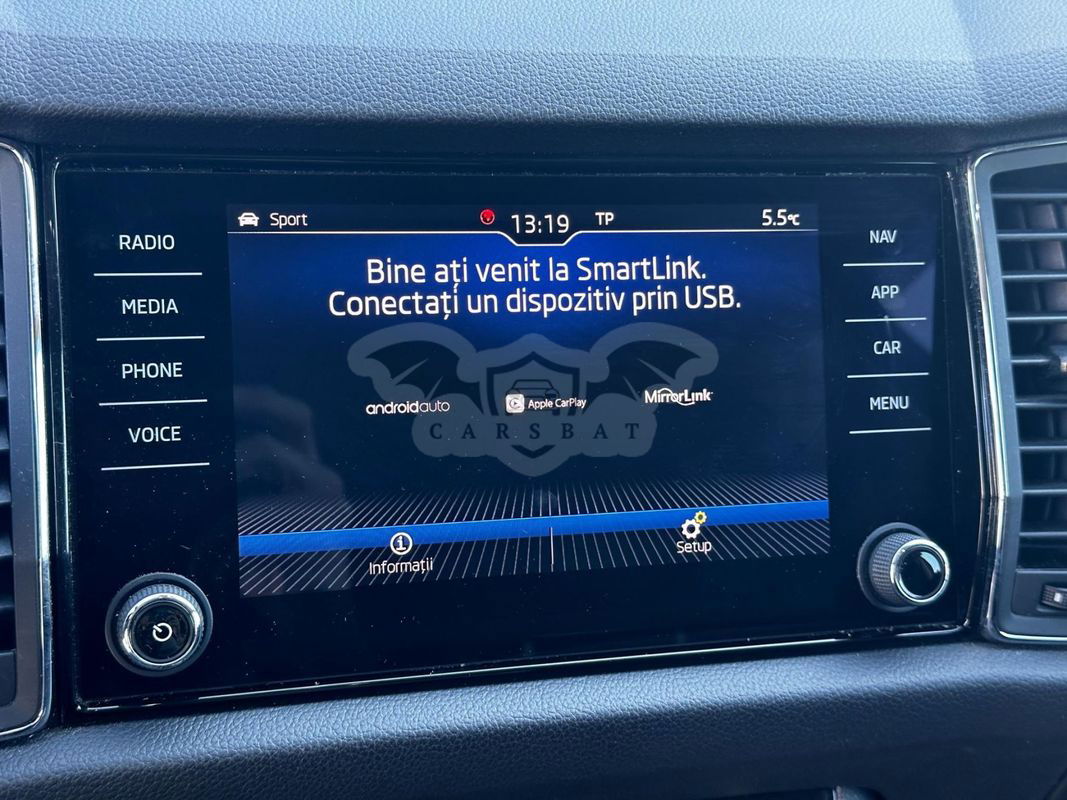 RADIO
MEDIA
PHONE
VOICE
Sport
13:19
TP
5.5°C
Bine ați venit la SmartLink.
Conectați un dispozitiv prin USB.
androidauto
Apple CarPlay
MirrorLink
CARSBAT
Informații
Setup
NAV
APP
CAR
MENU